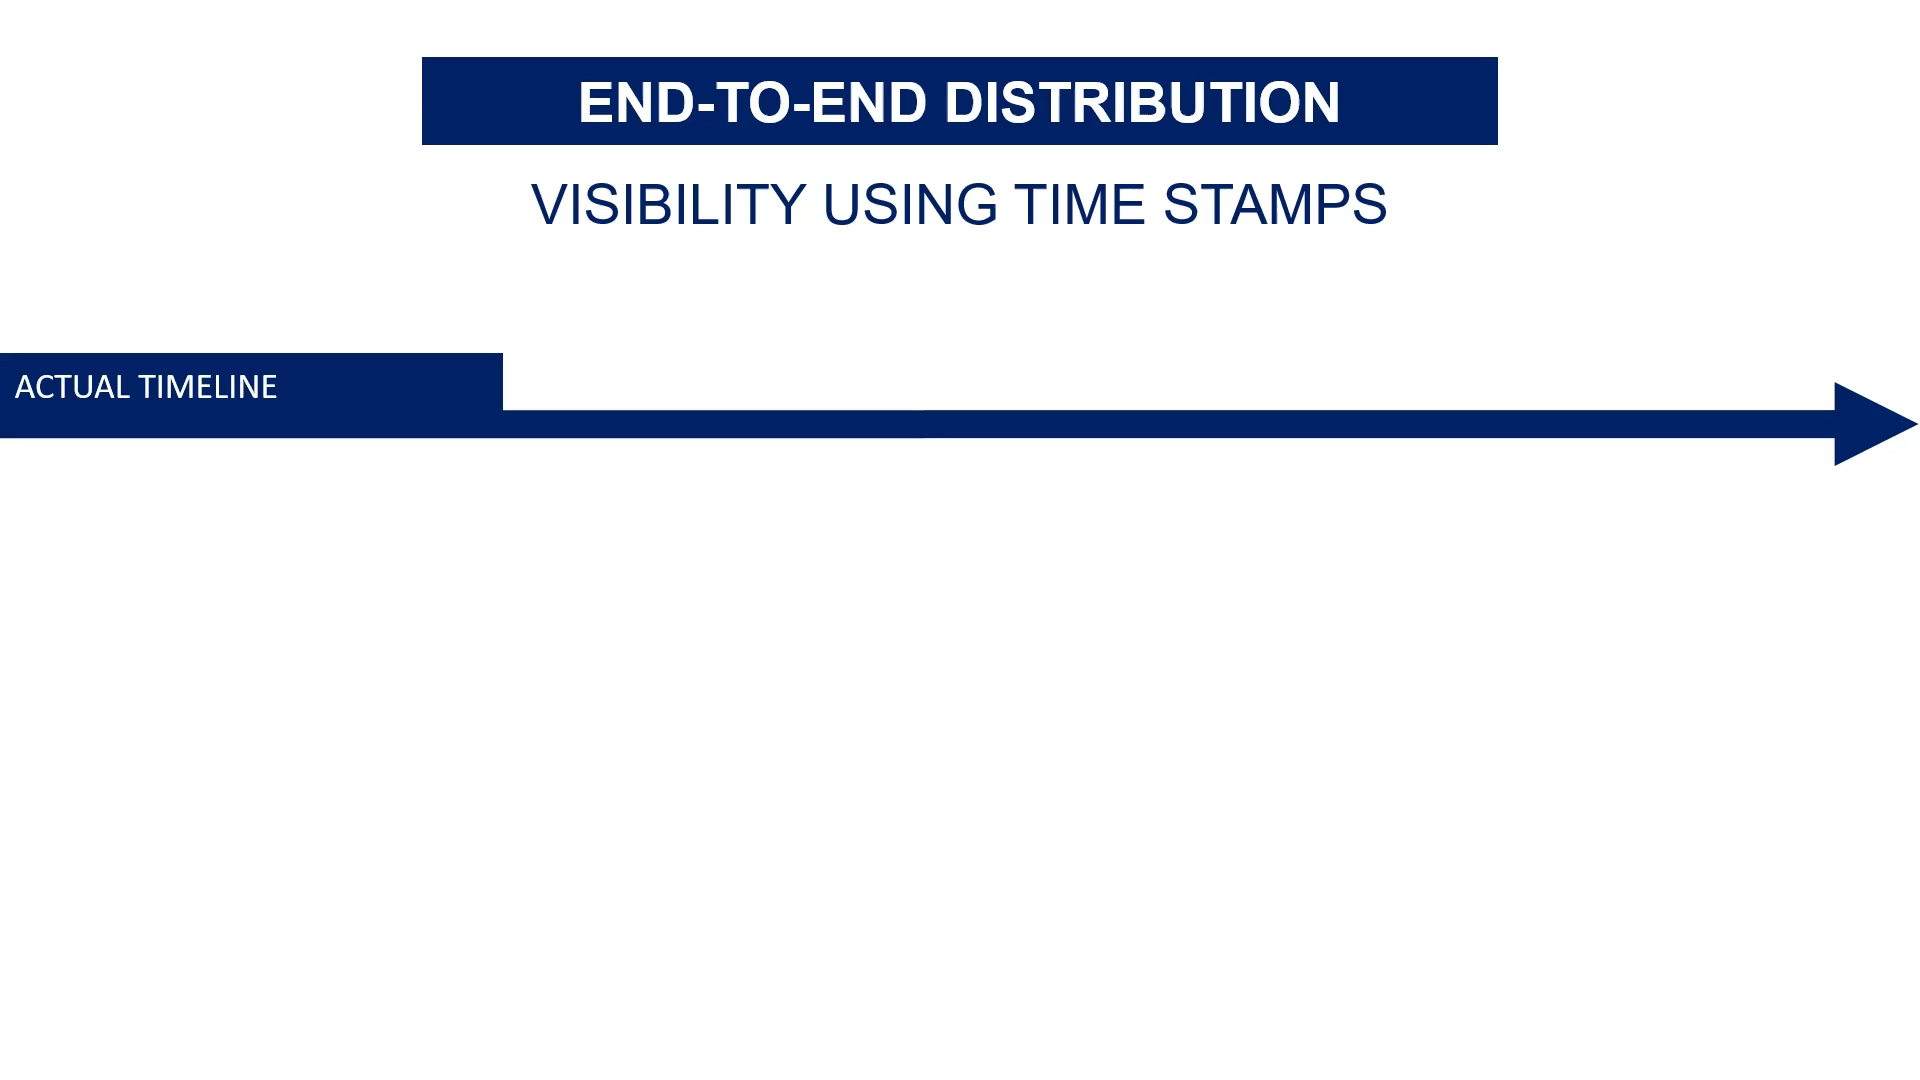 END-TO-END DISTRIBUTION
VISIBILITY USING TIME STAMPS
ACTUAL TIMELINE